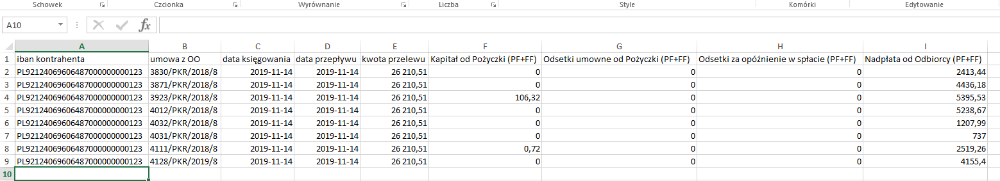 Schowek Czcionka Wyrównanie Liczba Style Komórki Edytowanie
A10 fx
A B C D E F G H I
1 iban kontrahenta umowa z OO data księgowania data przepływu kwota przelewu Kapitał od Pożyczki (PF+FF) Odsetki umowne od Pożyczki (PF+FF) Odsetki za opóźnienie w spłacie (PF+FF) Nadpłata od Odbiorcy (PF+FF)
2 PL92124069606487000000000123 3830/PKR/2018/8 2019-11-14 2019-11-14 26 210,51 0 0 0 2413,44
3 PL92124069606487000000000123 3871/PKR/2018/8 2019-11-14 2019-11-14 26 210,51 0 0 0 4436,18
4 PL92124069606487000000000123 3923/PKR/2018/8 2019-11-14 2019-11-14 26 210,51 106,32 0 0 5395,53
5 PL92124069606487000000000123 4012/PKR/2018/8 2019-11-14 2019-11-14 26 210,51 0 0 0 5238,67
6 PL92124069606487000000000123 4032/PKR/2018/8 2019-11-14 2019-11-14 26 210,51 0 0 0 1207,99
7 PL92124069606487000000000123 4031/PKR/2018/8 2019-11-14 2019-11-14 26 210,51 0 0 0 737
8 PL92124069606487000000000123 4111/PKR/2018/8 2019-11-14 2019-11-14 26 210,51 0,72 0 0 2519,26
9 PL92124069606487000000000123 4128/PKR/2019/8 2019-11-14 2019-11-14 26 210,51 0 0 0 4155,4
10